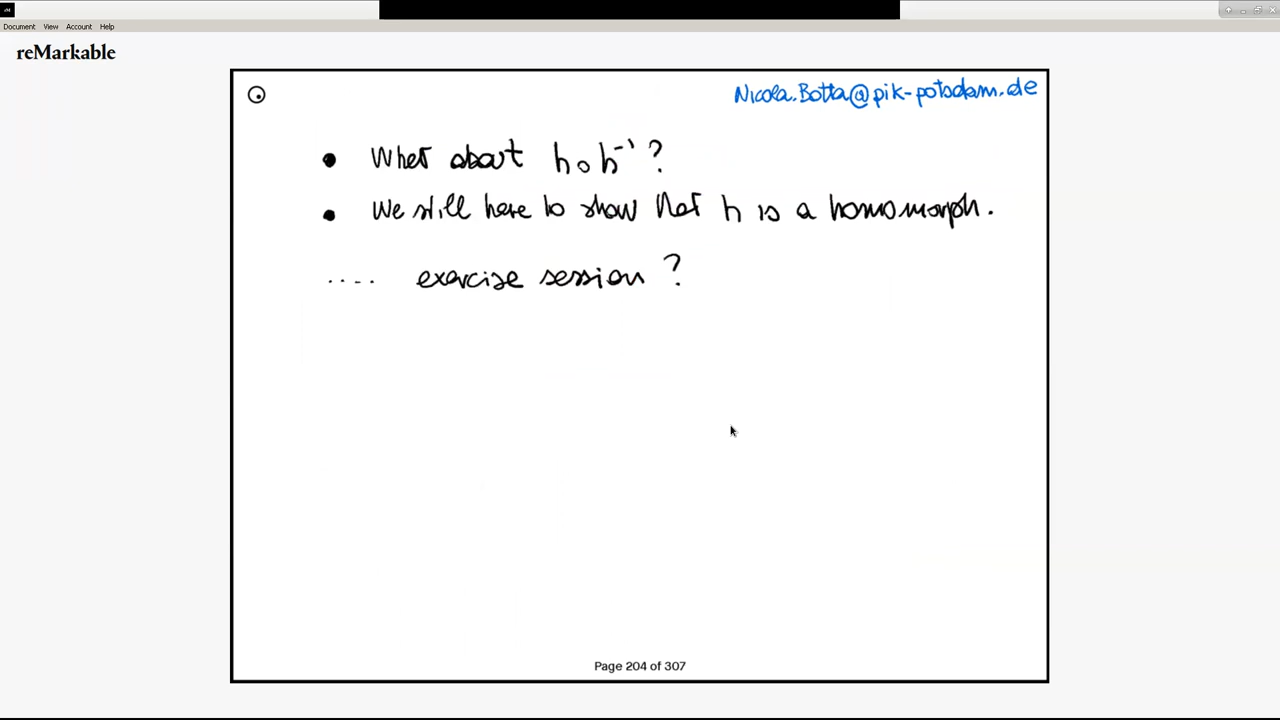 Document View Account Help
reMarkable
Nicola.Botta@pik-potsdam.de
• What about h o h⁻¹ ?
• We still have to show that h is a homomorph.
.... exercise session ?
Page 204 of 307